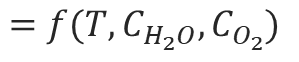 = f(T, C_{H_2O}, C_{O_2})